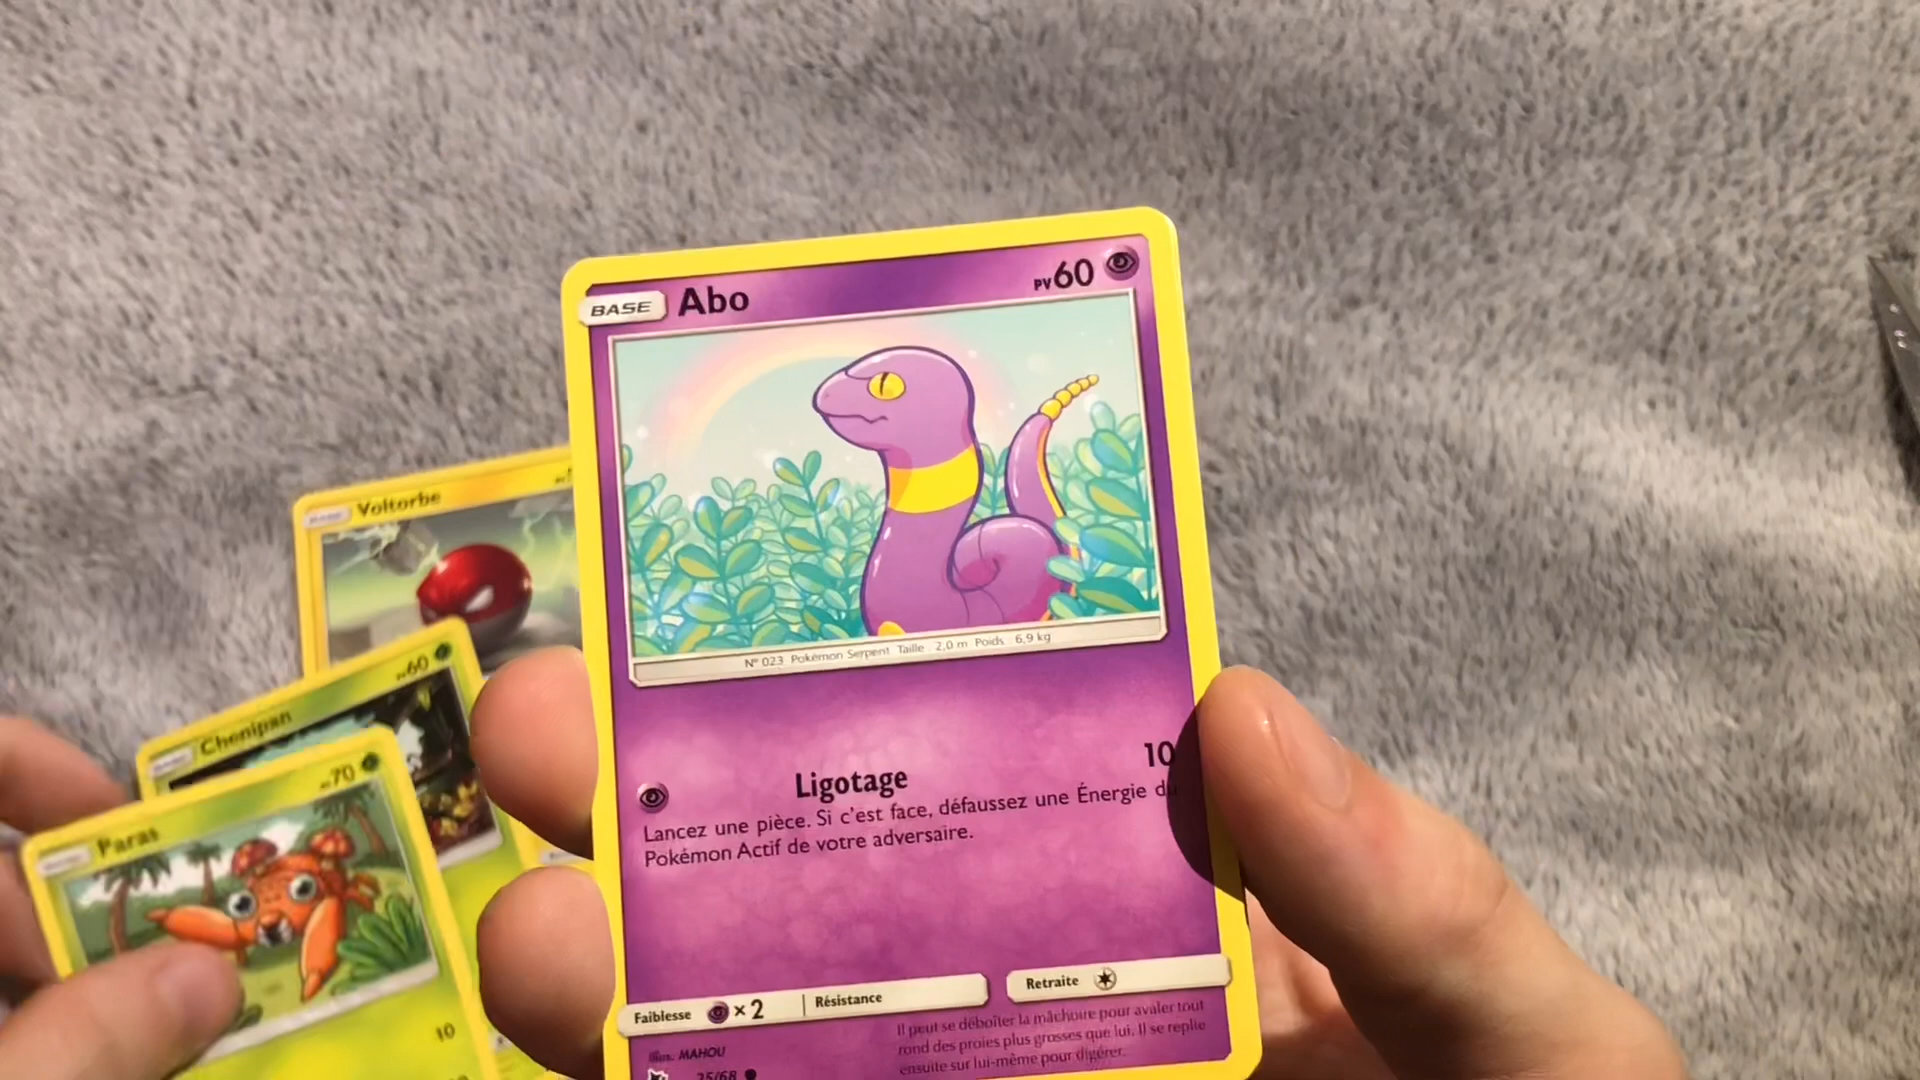 BASE Abo PV60
N° 023 Pokémon Serpent Taille : 2,0 m Poids : 6,9 kg
Ligotage 10
Lancez une pièce. Si c'est face, défaussez une Énergie du
Pokémon Actif de votre adversaire.
Faiblesse ×2 Résistance Retraite
Il peut se déboîter la mâchoire pour avaler tout
rond des proies plus grosses que lui. Il se replie
ensuite sur lui-même pour digérer.
Illus. MAHOU
25/68
Voltorbe
Chenipan 60
Paras 70
10